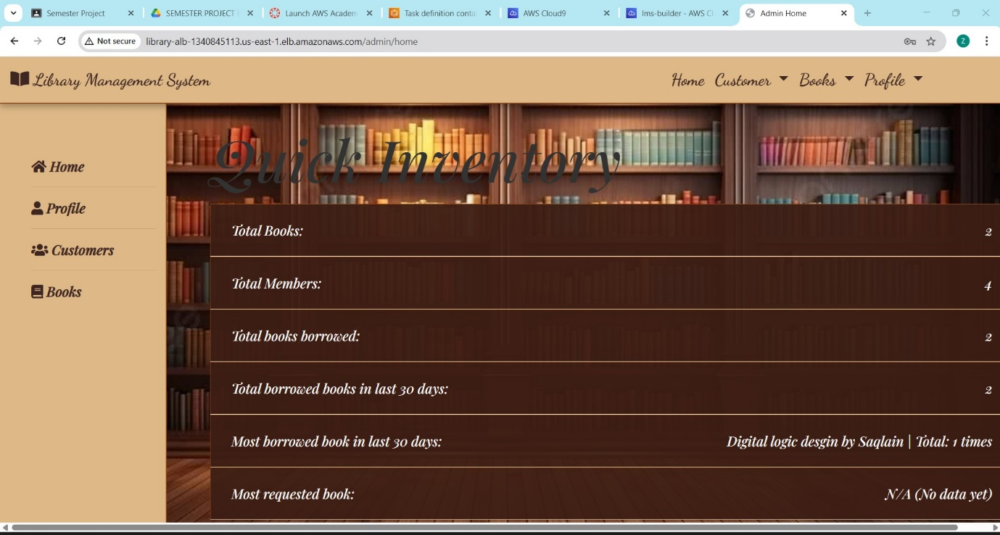 Semester Project
SEMESTER PROJECT
Launch AWS Academ
Task definition conta
AWS Cloud9
lms-builder - AWS Cl
Admin Home
Not secure
library-alb-1340845113.us-east-1.elb.amazonaws.com/admin/home
Z
Library Management System
Home Customer Books Profile
Home
Profile
Customers
Books
Quick Inventory
Total Books: 2
Total Members: 4
Total books borrowed: 2
Total borrowed books in last 30 days: 2
Most borrowed book in last 30 days: Digital logic desgin by Saqlain | Total: 1 times
Most requested book: N/A (No data yet)